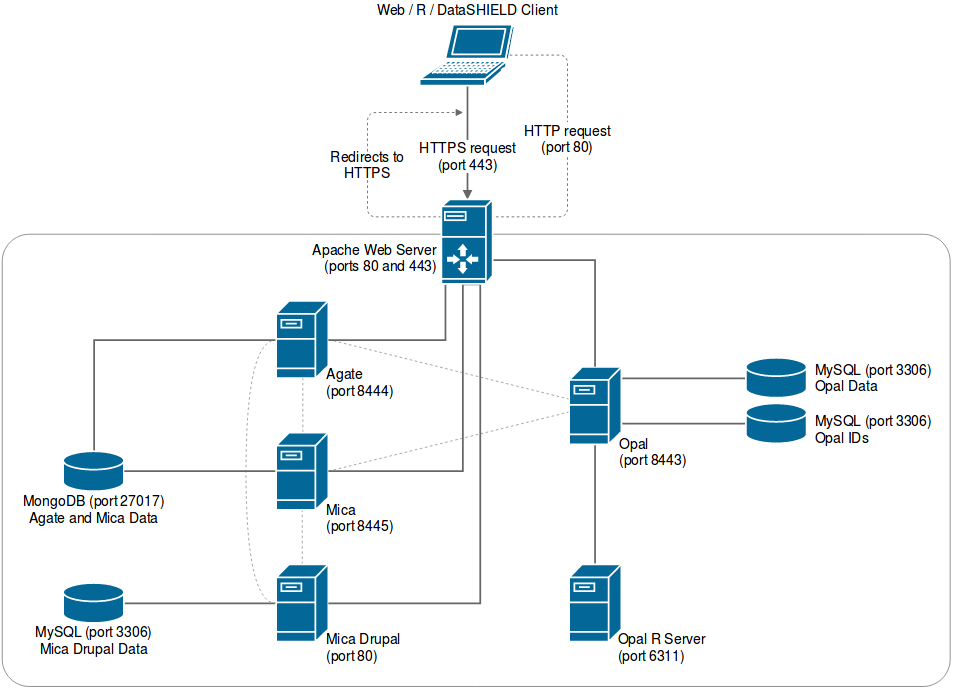 Web / R / DataSHIELD Client
HTTP request
(port 80)
HTTPS request
(port 443)
Redirects to
HTTPS
Apache Web Server
(ports 80 and 443)
Agate
(port 8444)
MySQL (port 3306)
Opal Data
MySQL (port 3306)
Opal IDs
Opal
(port 8443)
MongoDB (port 27017)
Agate and Mica Data
Mica
(port 8445)
MySQL (port 3306)
Mica Drupal Data
Mica Drupal
(port 80)
Opal R Server
(port 6311)